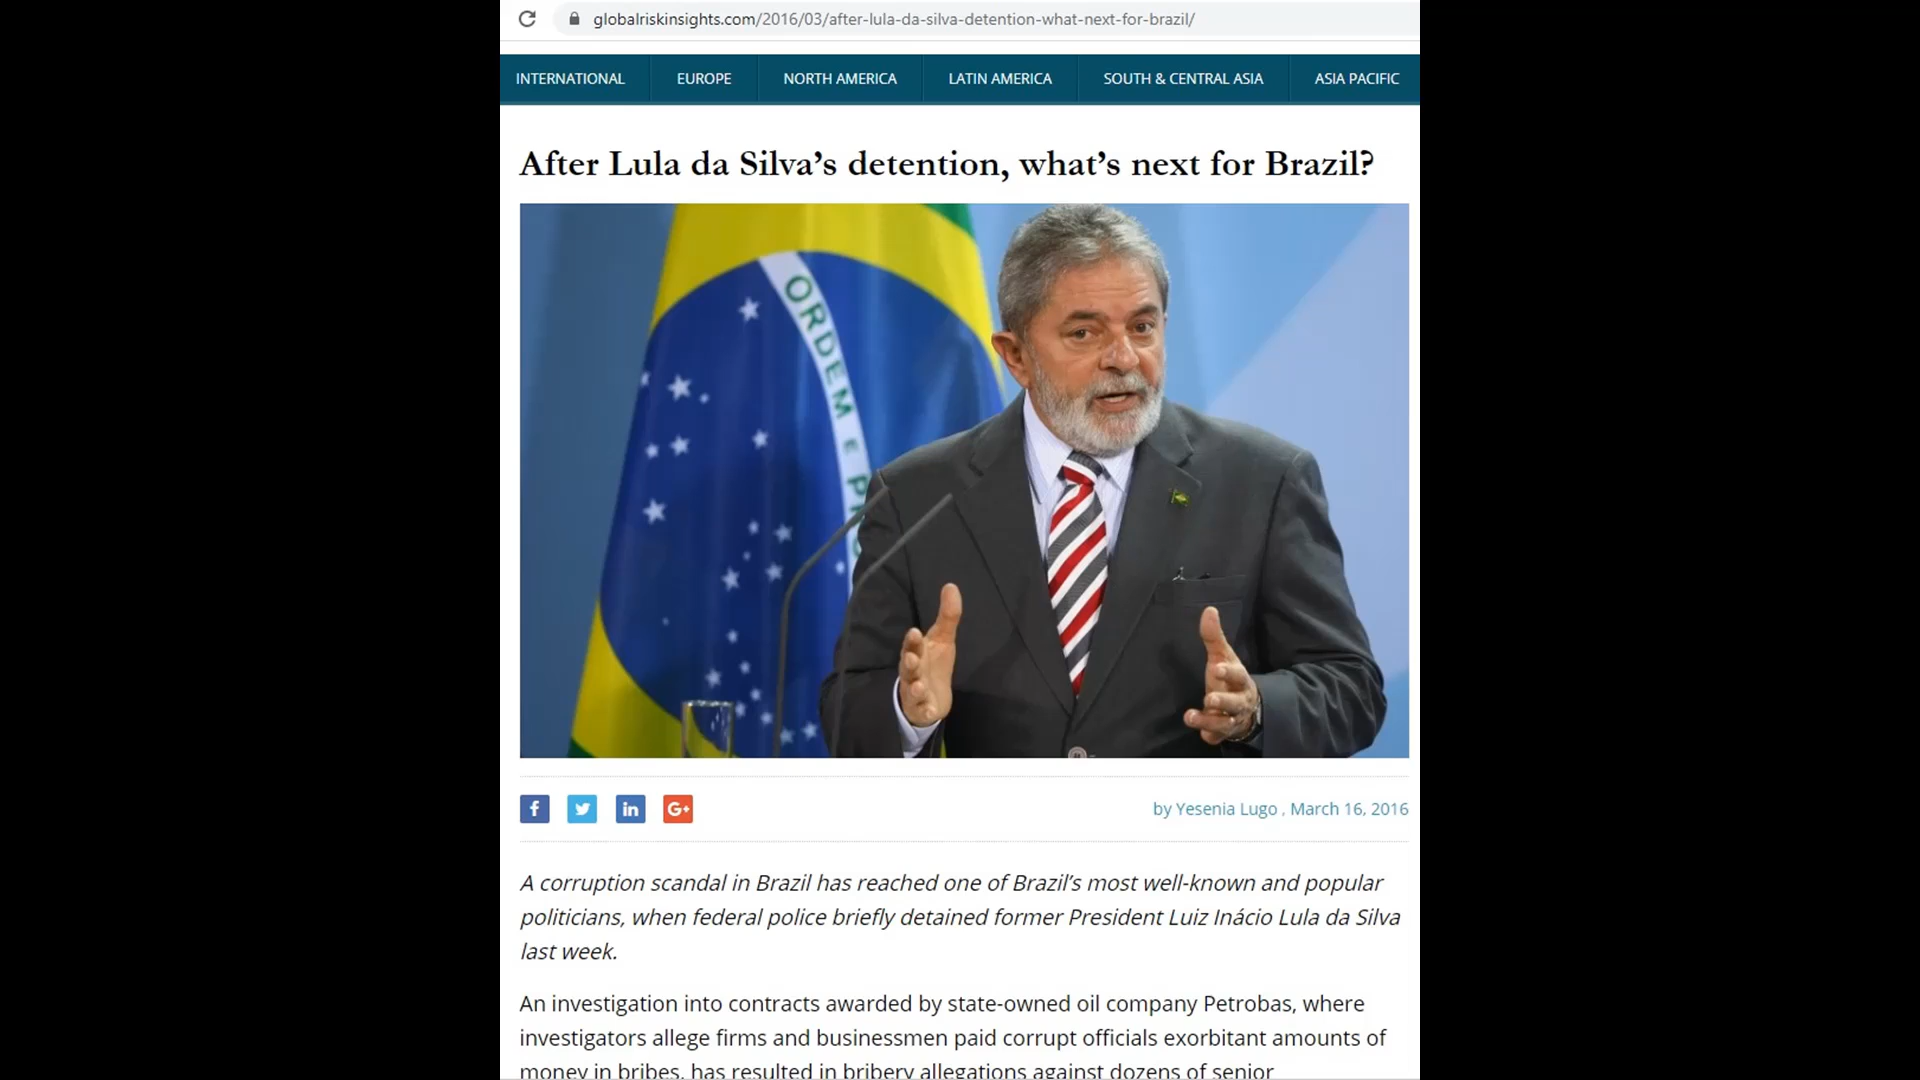 globalriskinsights.com/2016/03/after-lula-da-silva-detention-what-next-for-brazil/
INTERNATIONAL EUROPE NORTH AMERICA LATIN AMERICA SOUTH & CENTRAL ASIA ASIA PACIFIC
After Lula da Silva’s detention, what’s next for Brazil?
ORDEM E P
f in G+
by Yesenia Lugo , March 16, 2016
A corruption scandal in Brazil has reached one of Brazil’s most well-known and popular
politicians, when federal police briefly detained former President Luiz Inácio Lula da Silva
last week.
An investigation into contracts awarded by state-owned oil company Petrobas, where
investigators allege firms and businessmen paid corrupt officials exorbitant amounts of
money in bribes, has resulted in bribery allegations against dozens of senior